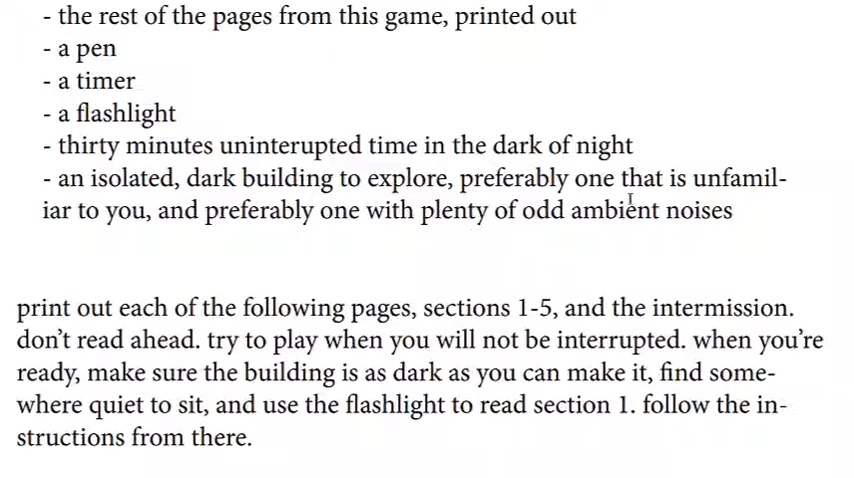 - the rest of the pages from this game, printed out
- a pen
- a timer
- a flashlight
- thirty minutes uninterupted time in the dark of night
- an isolated, dark building to explore, preferably one that is unfamil-
iar to you, and preferably one with plenty of odd ambient noises
print out each of the following pages, sections 1-5, and the intermission.
don't read ahead. try to play when you will not be interrupted. when you're
ready, make sure the building is as dark as you can make it, find some-
where quiet to sit, and use the flashlight to read section 1. follow the in-
structions from there.